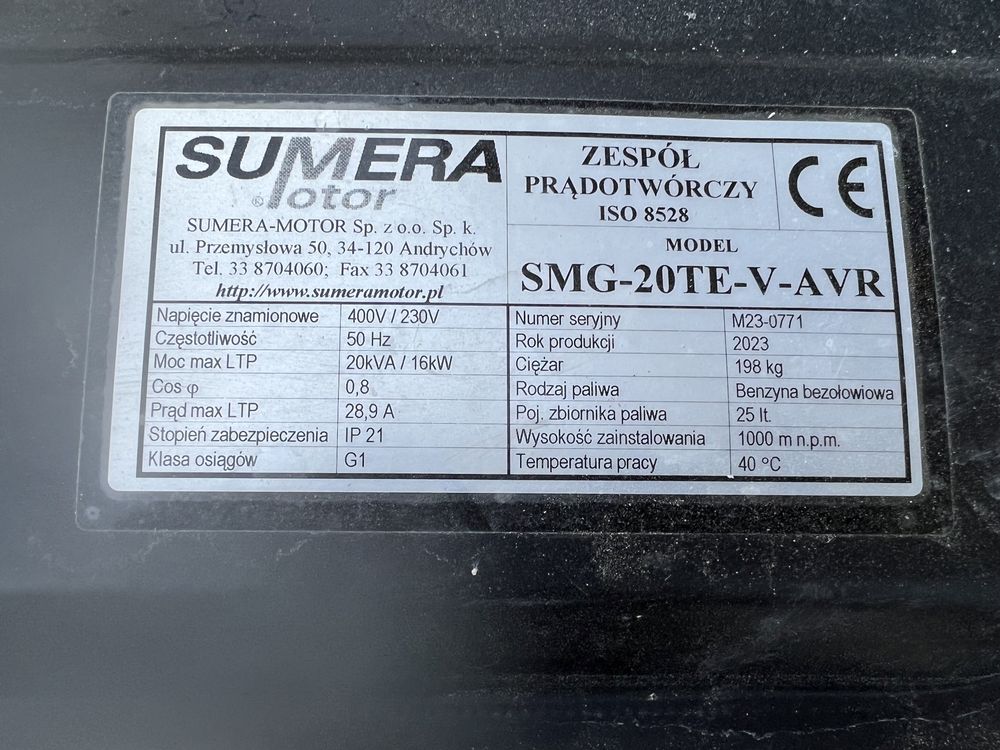 SUMERA
® Motor
SUMERA-MOTOR Sp. z o.o. Sp. k.
ul. Przemysłowa 50, 34-120 Andrychów
Tel. 33 8704060; Fax 33 8704061
http://www.sumeramotor.pl
ZESPÓŁ
PRĄDOTWÓRCZY
ISO 8528
CE
MODEL
SMG-20TE-V-AVR
Napięcie znamionowe 400V / 230V
Częstotliwość 50 Hz
Moc max LTP 20kVA / 16kW
Cos φ 0,8
Prąd max LTP 28,9 A
Stopień zabezpieczenia IP 21
Klasa osiągów G1
Numer seryjny M23-0771
Rok produkcji 2023
Ciężar 198 kg
Rodzaj paliwa Benzyna bezołowiowa
Poj. zbiornika paliwa 25 lt.
Wysokość zainstalowania 1000 m n.p.m.
Temperatura pracy 40 °C